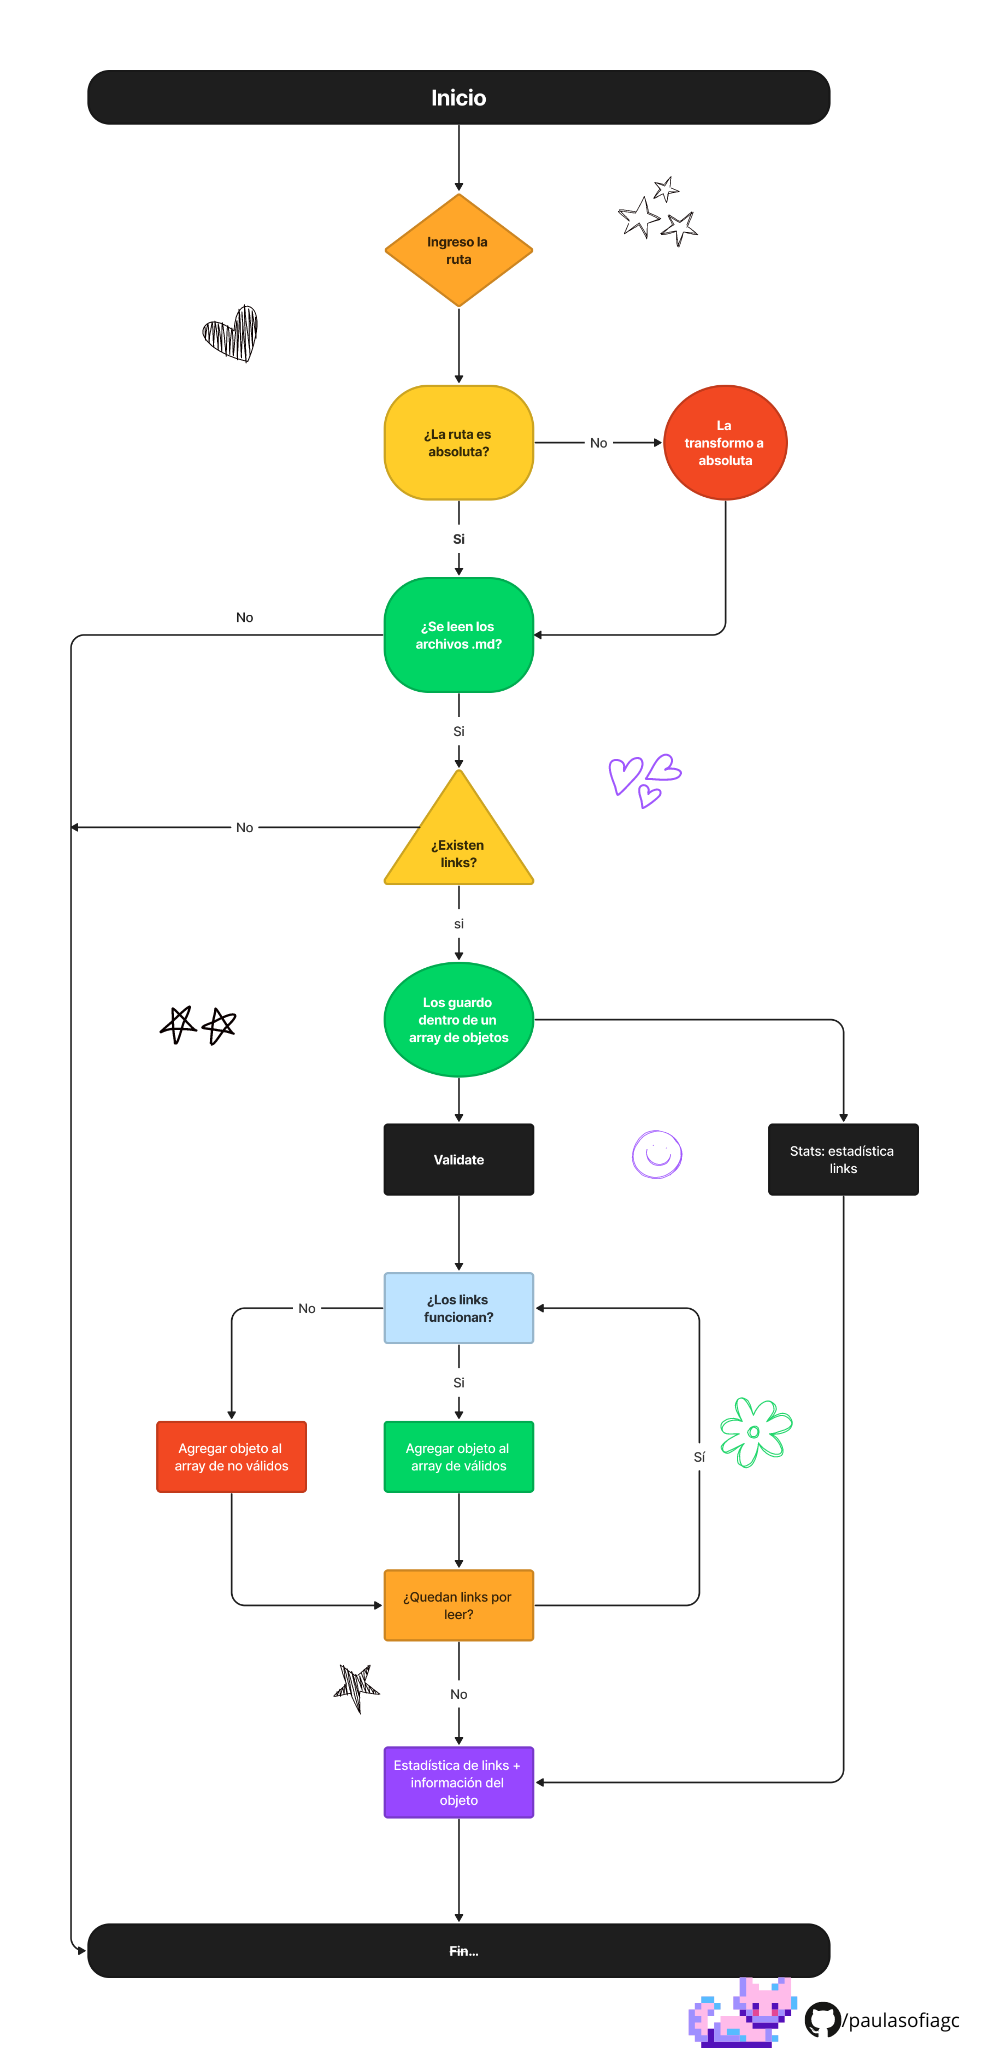 Inicio
Ingreso la
ruta
¿La ruta es
absoluta?
No
La
transformo a
absoluta
Si
No
¿Se leen los
archivos .md?
Si
No
¿Existen
links?
si
Los guardo
dentro de un
array de objetos
Validate
Stats: estadística
links
¿Los links
funcionan?
No
Si
Agregar objeto al
array de no válidos
Agregar objeto al
array de válidos
Sí
¿Quedan links por
leer?
No
Estadística de links +
información del
objeto
Fin...
/paulasofiagc